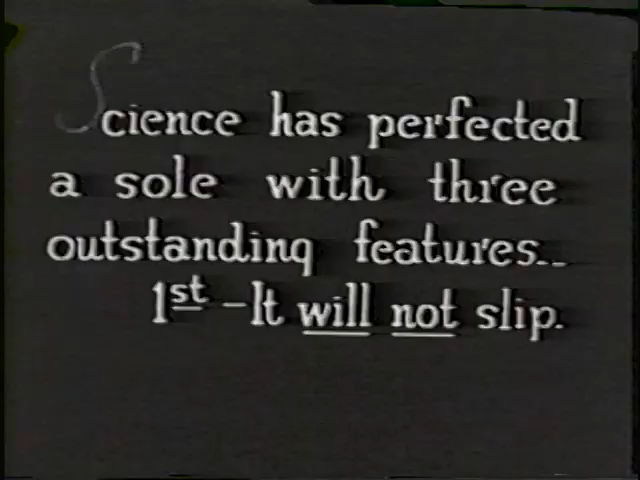 Science has perfected
a sole with three
outstanding features..
1st - It will not slip.